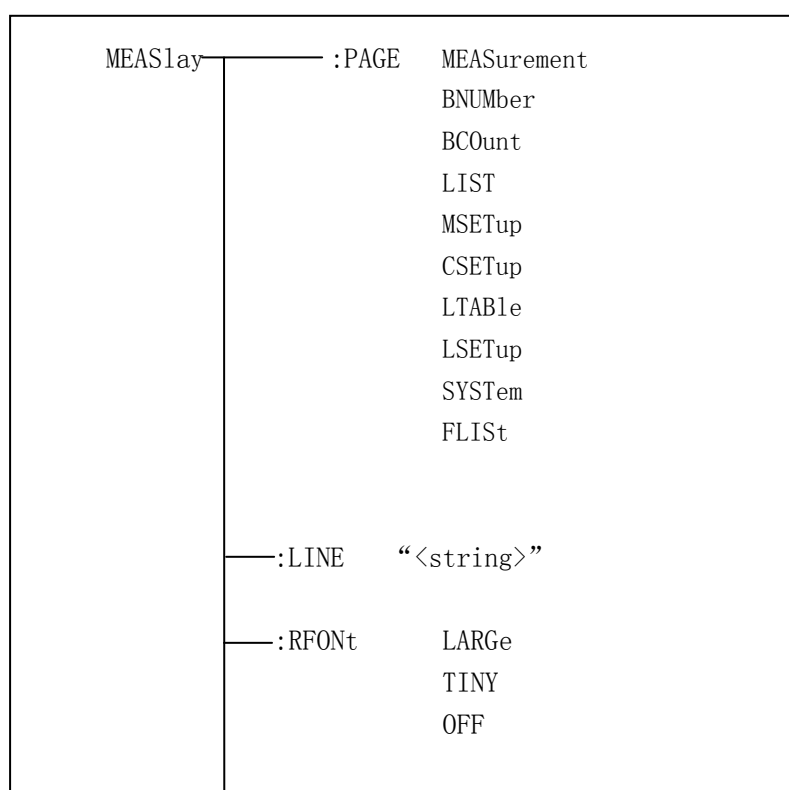 MEASlay :PAGE MEASurement
BNUMber
BCOunt
LIST
MSETup
CSETup
LTABle
LSETup
SYSTem
FLISt
:LINE “<string>”
:RFONt LARGe
TINY
OFF